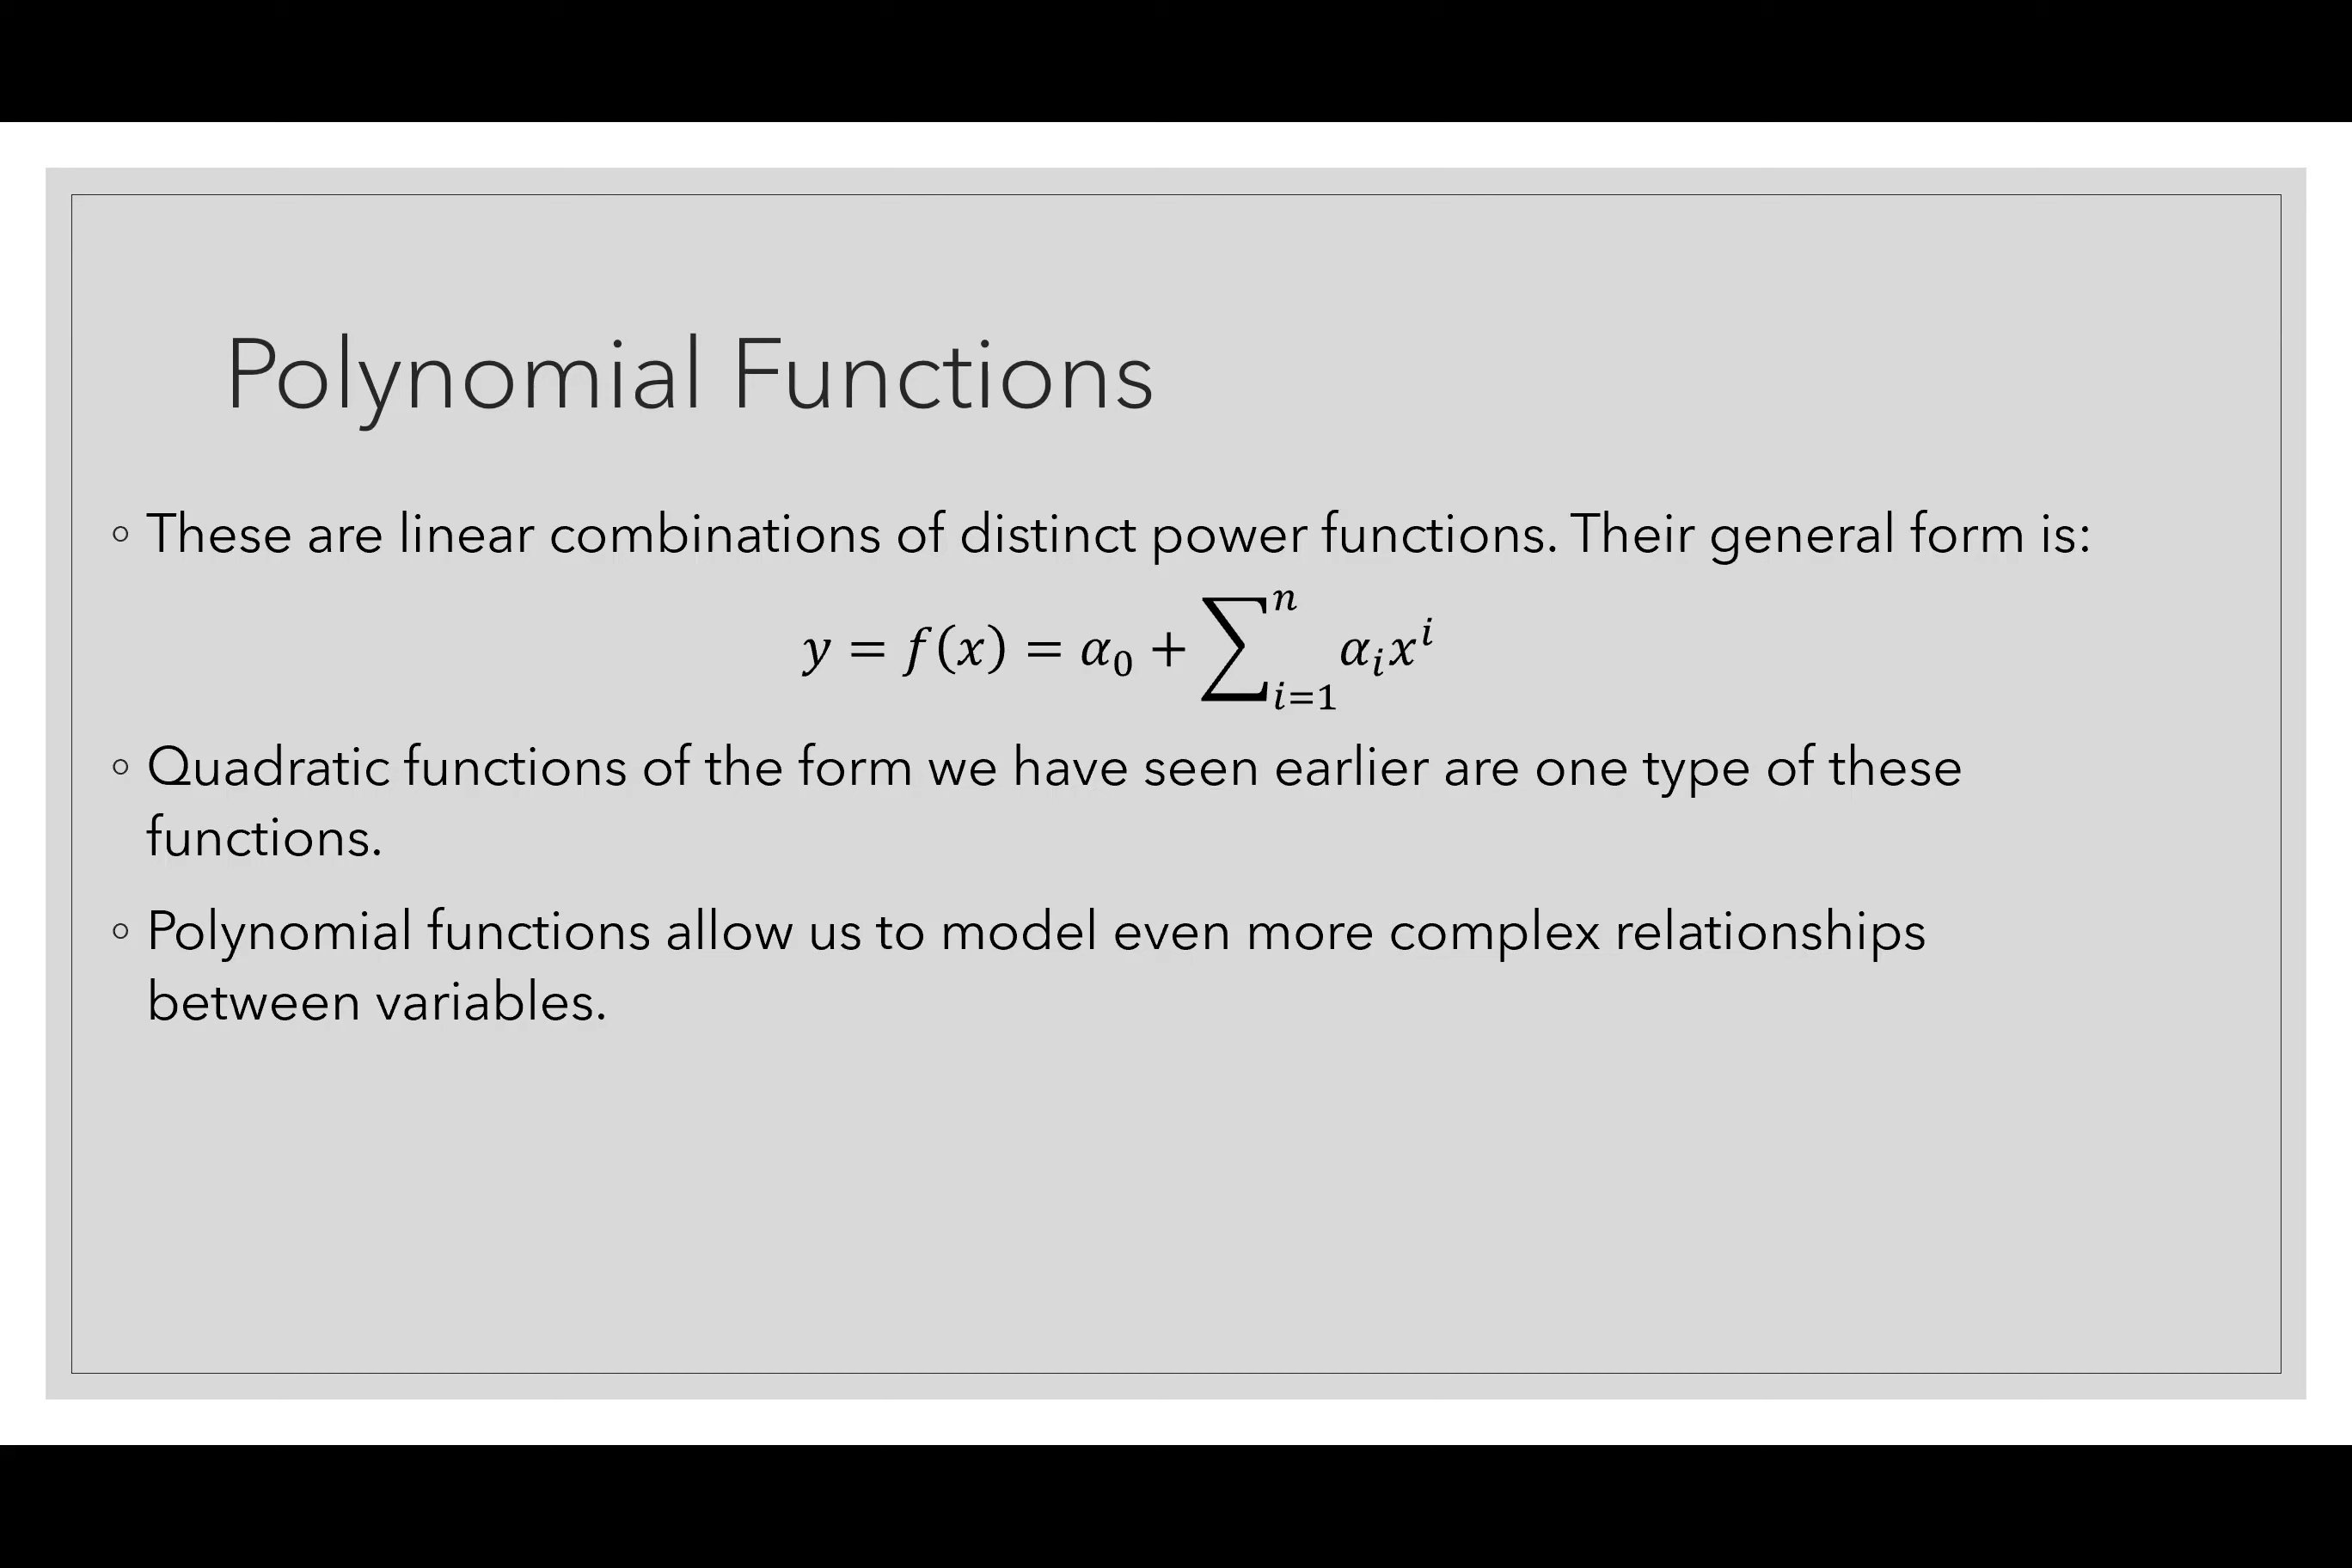 Polynomial Functions
◦ These are linear combinations of distinct power functions. Their general form is:
y = f(x) = α₀ + ∑ⁿᵢ₌₁ αᵢxⁱ
◦ Quadratic functions of the form we have seen earlier are one type of these
functions.
◦ Polynomial functions allow us to model even more complex relationships
between variables.